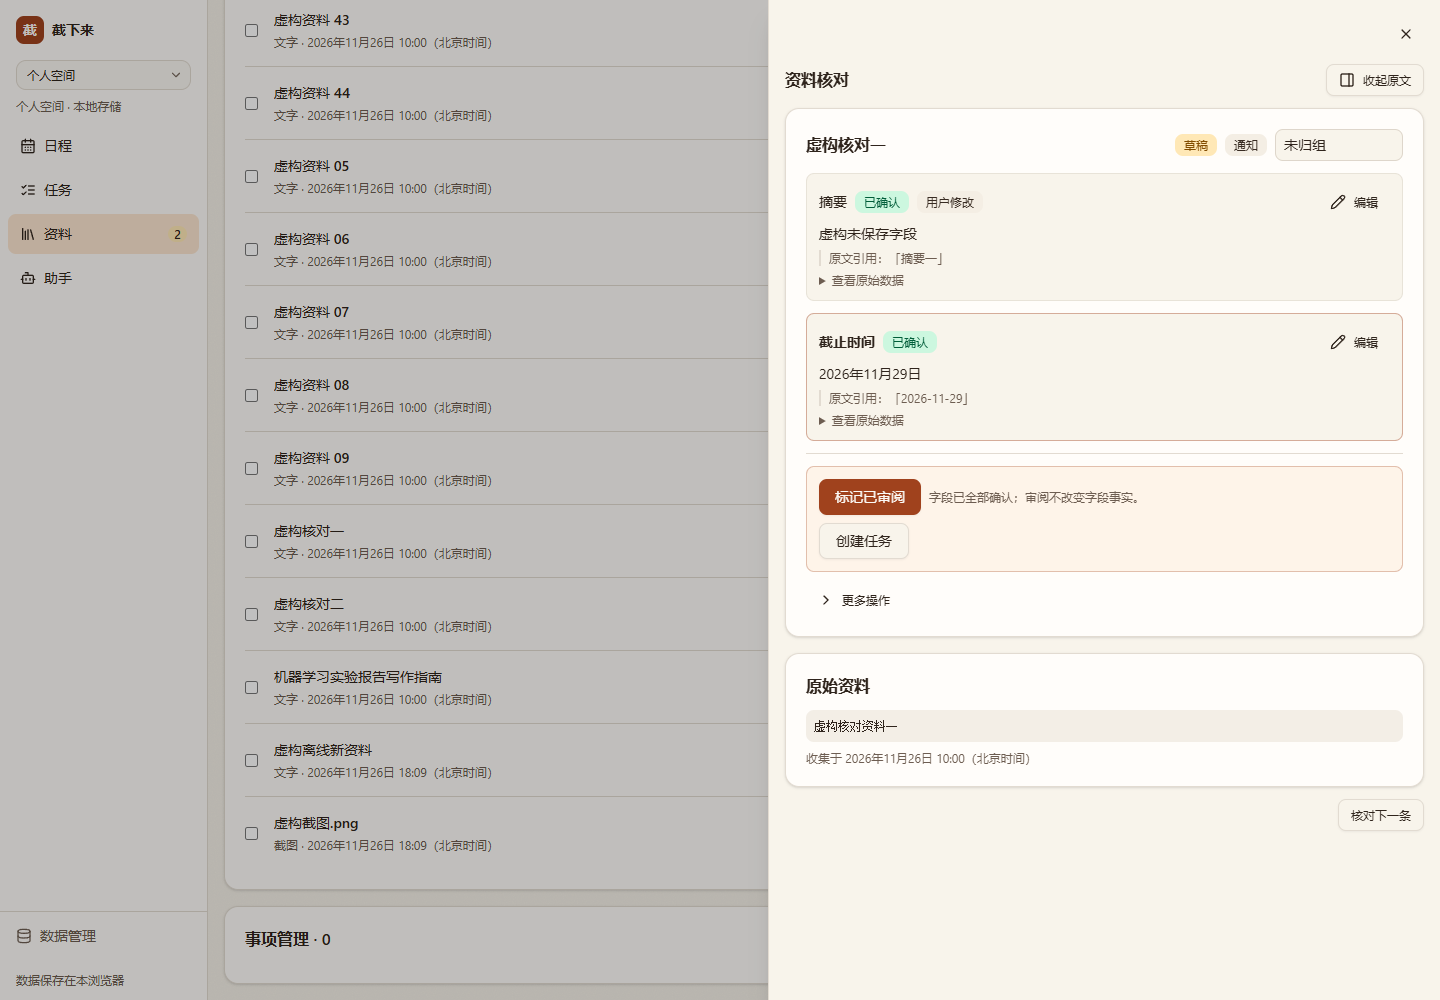 截 截下来
个人空间
个人空间 · 本地存储
日程
任务
资料 2
助手
数据管理
数据保存在本浏览器
虚构资料 43
文字 · 2026年11月26日 10:00（北京时间）
虚构资料 44
文字 · 2026年11月26日 10:00（北京时间）
虚构资料 05
文字 · 2026年11月26日 10:00（北京时间）
虚构资料 06
文字 · 2026年11月26日 10:00（北京时间）
虚构资料 07
文字 · 2026年11月26日 10:00（北京时间）
虚构资料 08
文字 · 2026年11月26日 10:00（北京时间）
虚构资料 09
文字 · 2026年11月26日 10:00（北京时间）
虚构核对一
文字 · 2026年11月26日 10:00（北京时间）
虚构核对二
文字 · 2026年11月26日 10:00（北京时间）
机器学习实验报告写作指南
文字 · 2026年11月26日 10:00（北京时间）
虚构离线新资料
文字 · 2026年11月26日 18:09（北京时间）
虚构截图.png
截图 · 2026年11月26日 18:09（北京时间）
事项管理 · 0
资料核对
收起原文
虚构核对一 草稿 通知 未归组
摘要 已确认 用户修改 编辑
虚构未保存字段
原文引用：「摘要一」
查看原始数据
截止时间 已确认 编辑
2026年11月29日
原文引用：「2026-11-29」
查看原始数据
标记已审阅 字段已全部确认；审阅不改变字段事实。
创建任务
更多操作
原始资料
虚构核对资料一
收集于 2026年11月26日 10:00（北京时间）
核对下一条